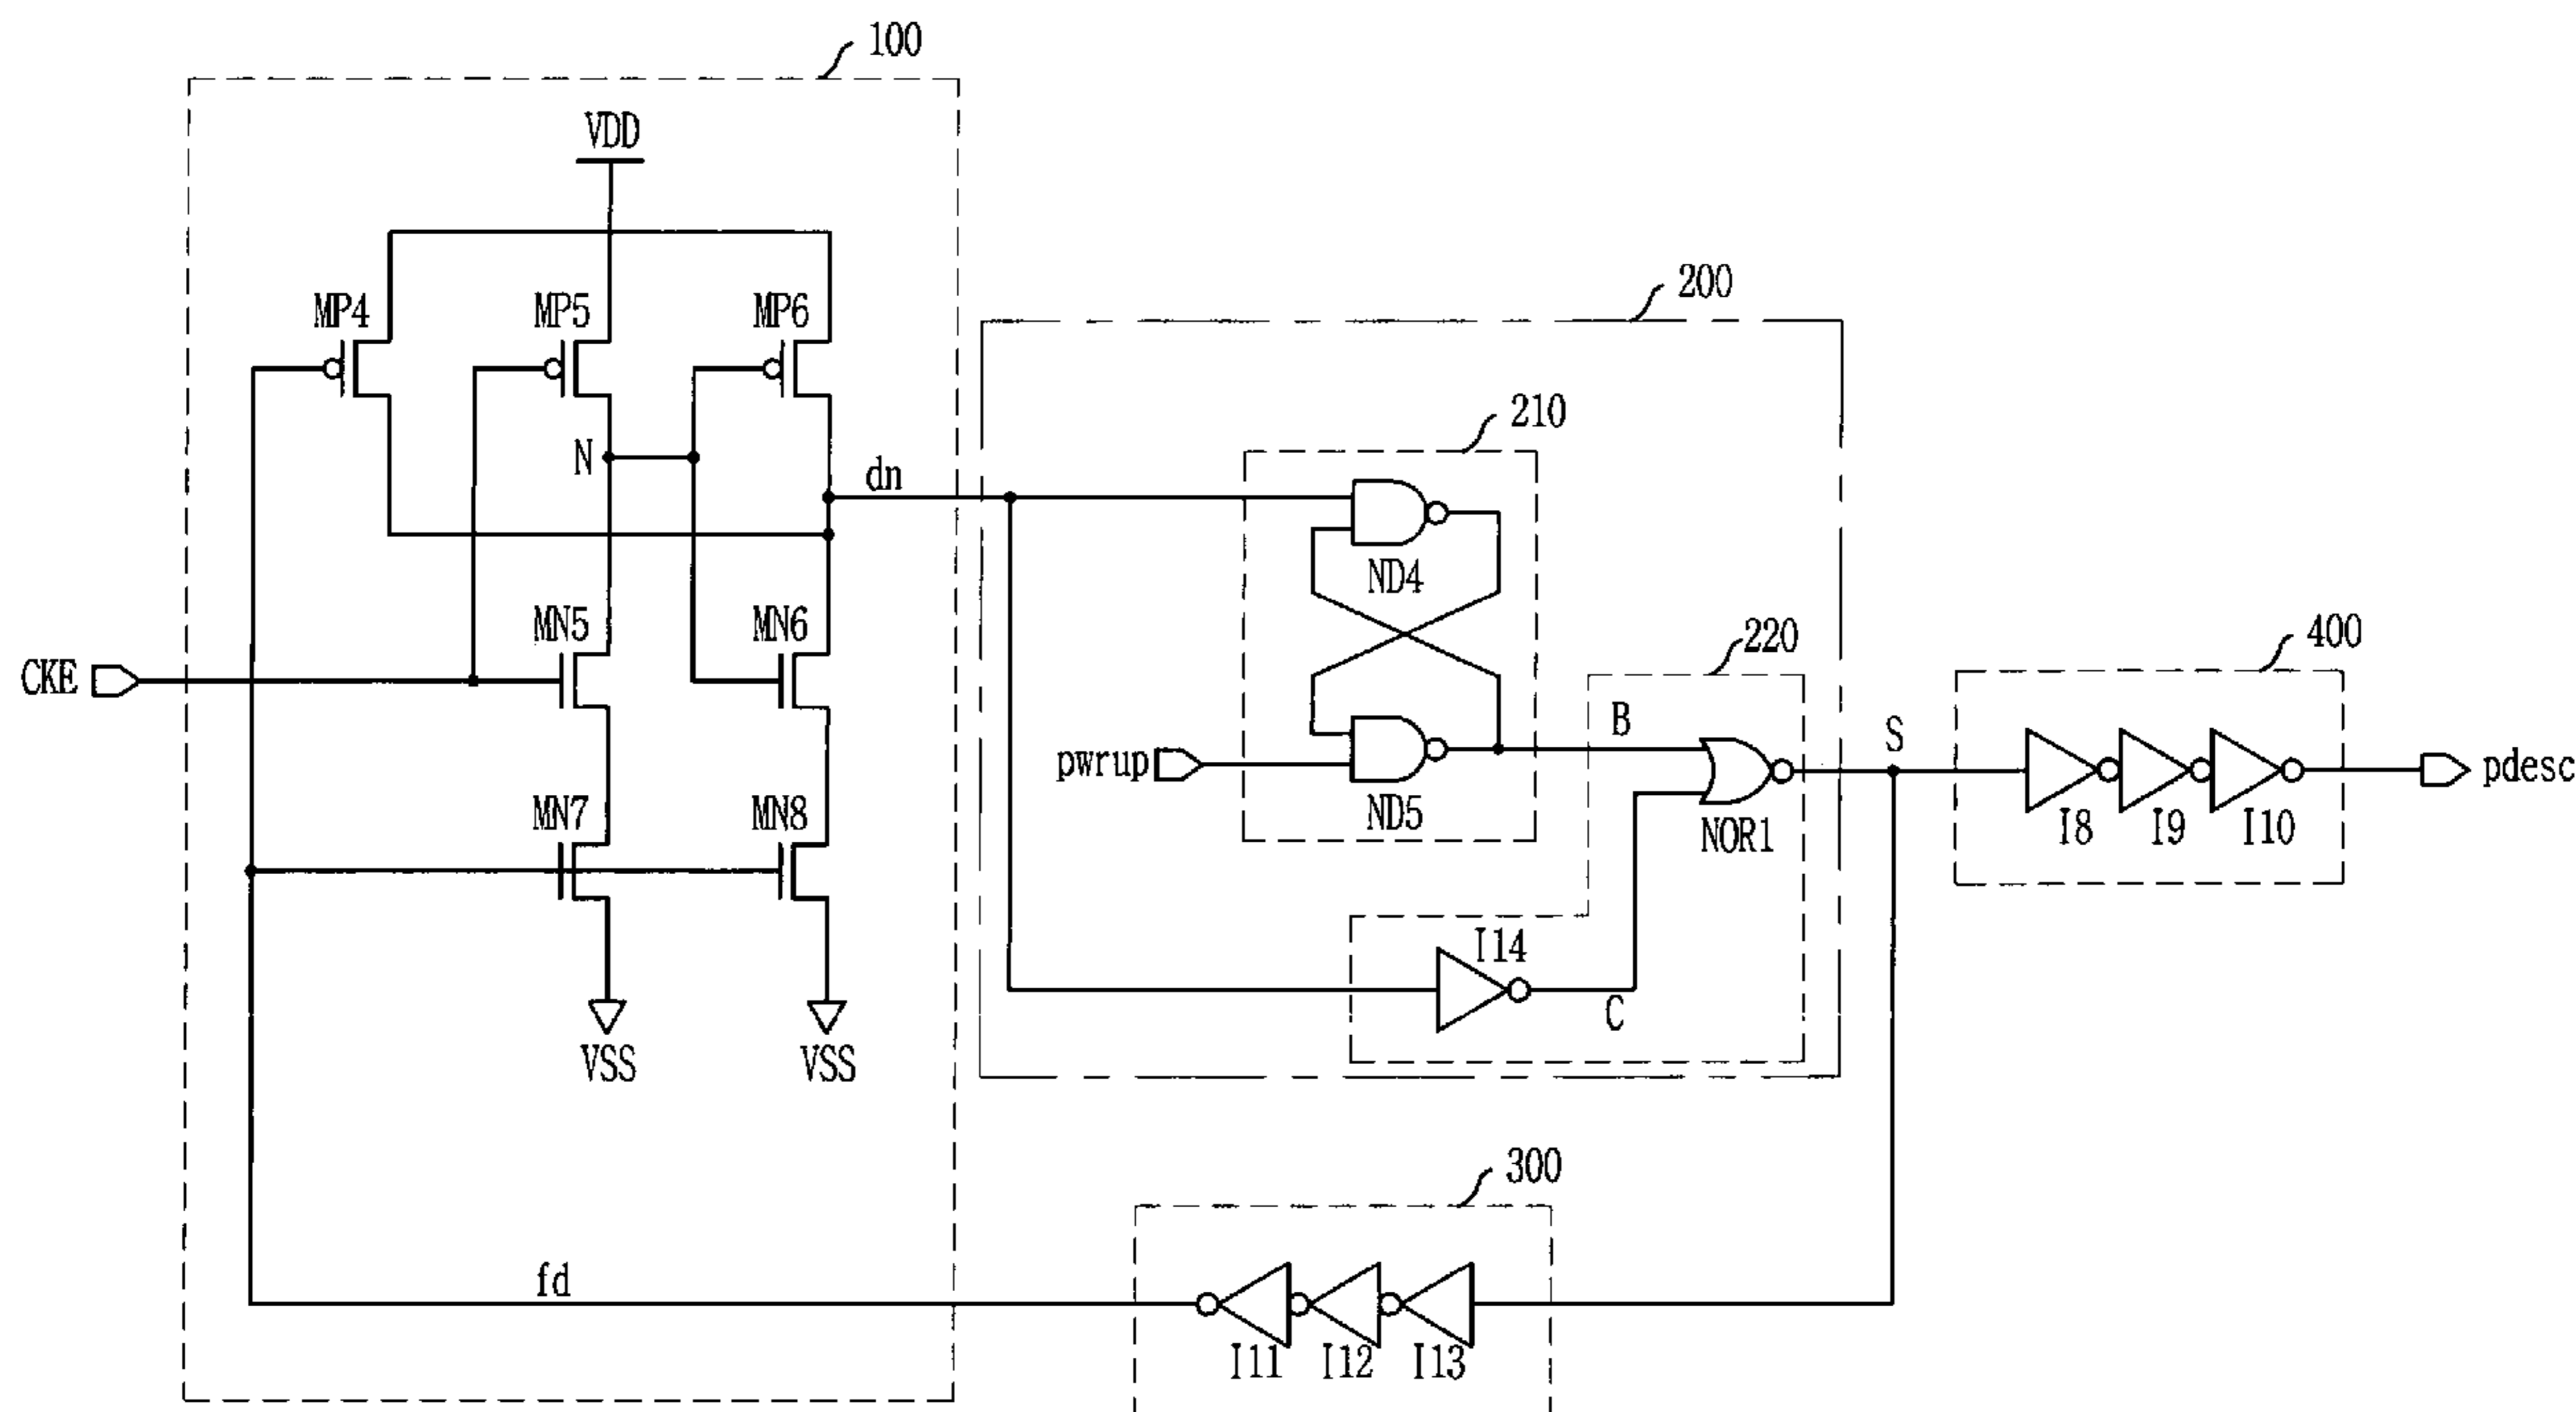 100
VDD
200
MP4 MP5 MP6
210
N dn
ND4
MN5 MN6
220
400
CKE
B S
pwrup pdesc
MN7 MN8 ND5 NOR1 I8 I9 I10
I14
C
VSS VSS
300
fd
I11 I12 I13